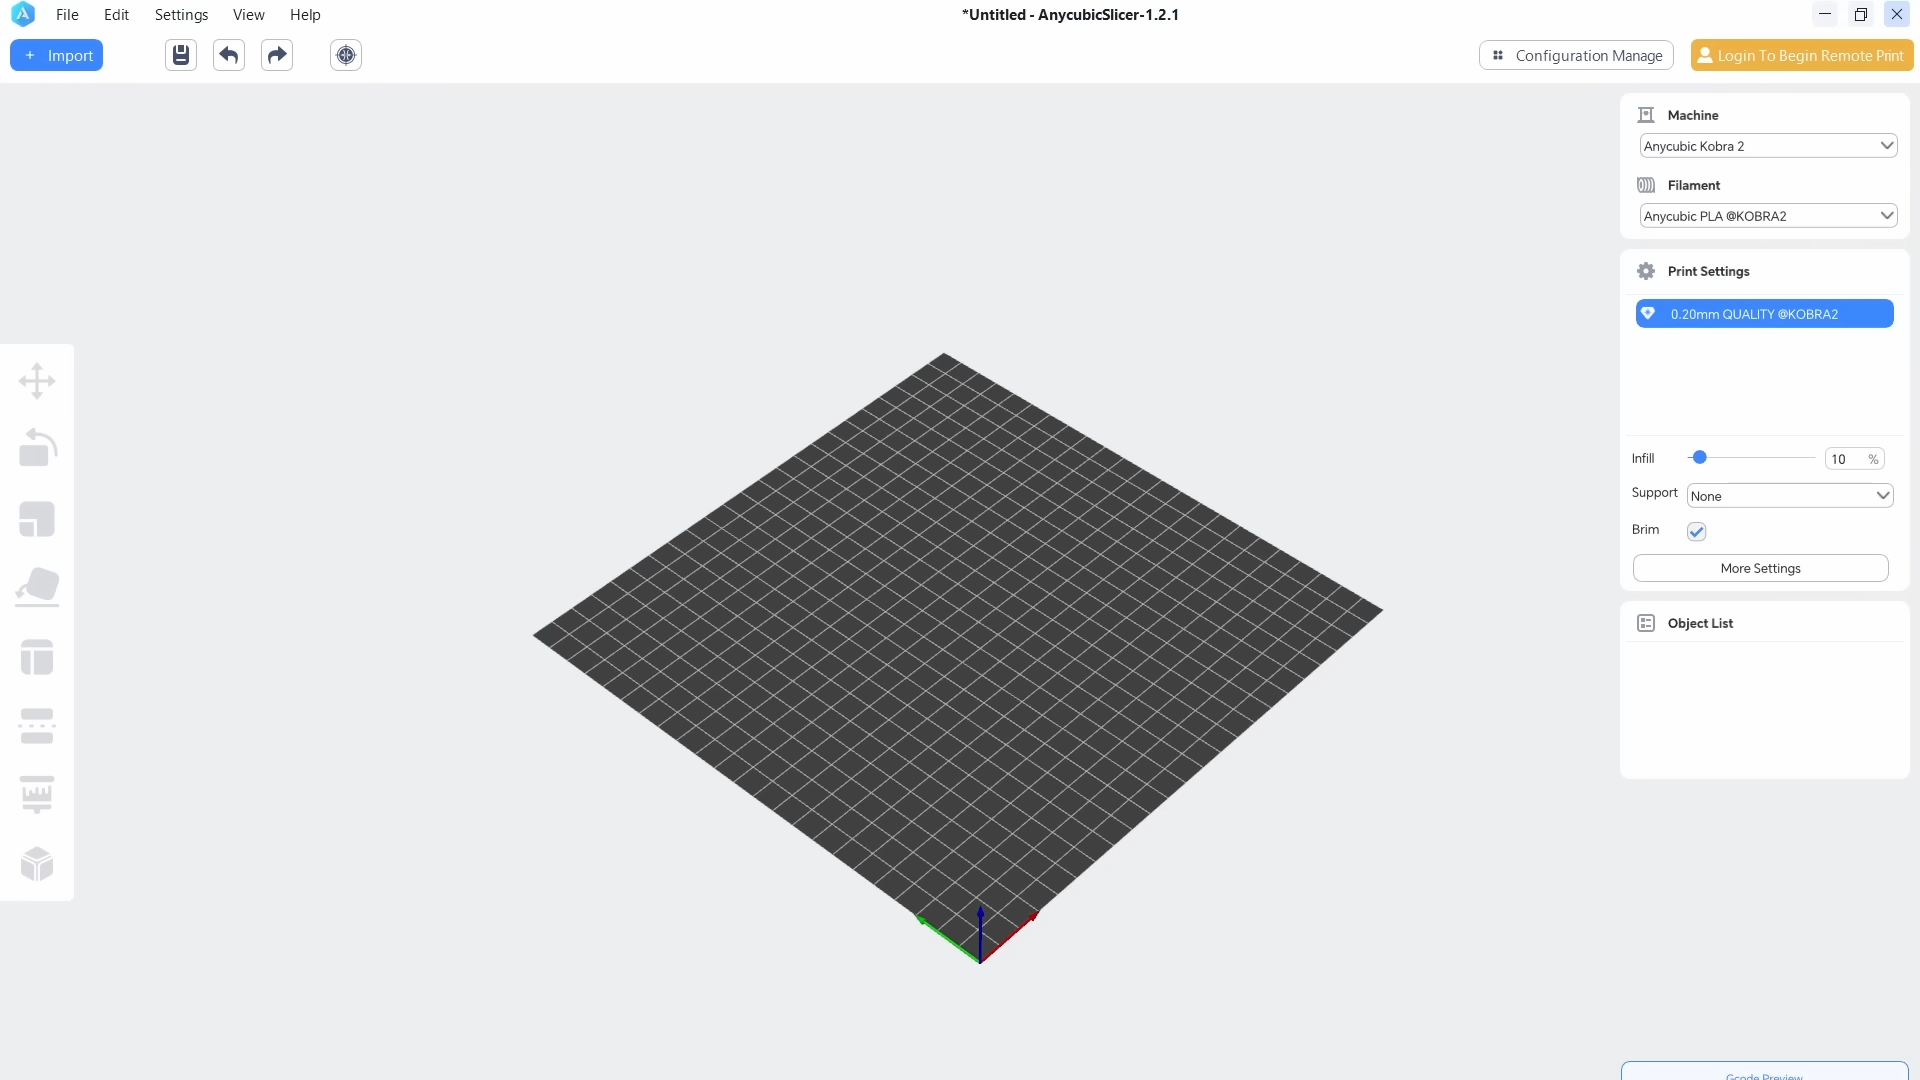 File Edit Settings View Help
*Untitled - AnycubicSlicer-1.2.1
+ Import
Configuration Manage
Login To Begin Remote Print
Machine
Anycubic Kobra 2
Filament
Anycubic PLA @KOBRA2
Print Settings
0.20mm QUALITY @KOBRA2
Infill 10 %
Support None
Brim
More Settings
Object List
Gcode Preview